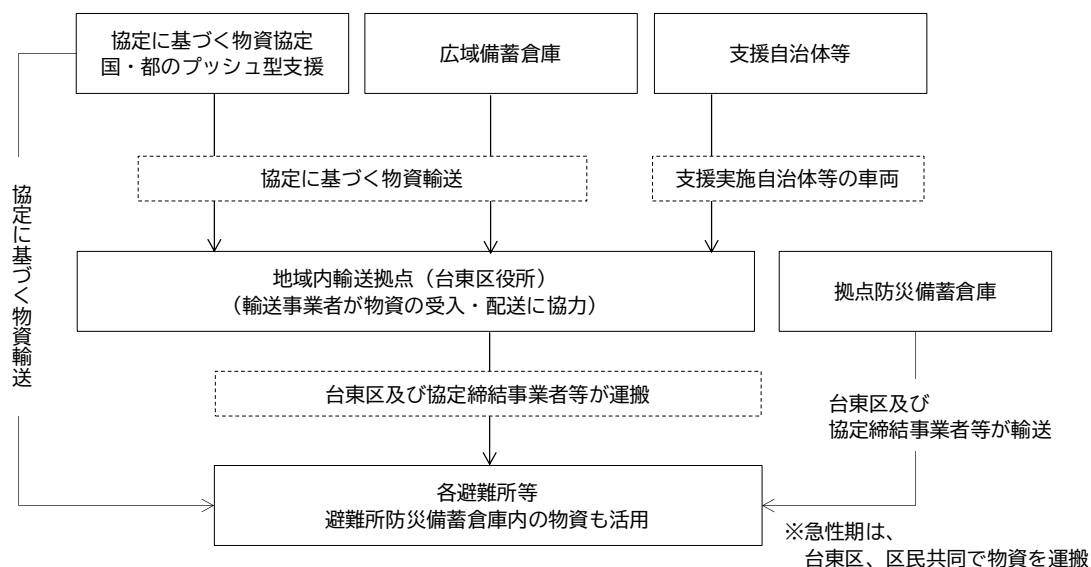 協定に基づく物資協定
国・都のプッシュ型支援
広域備蓄倉庫
支援自治体等
協定に基づく物資輸送
支援実施自治体等の車両
協定に基づく物資輸送
地域内輸送拠点（台東区役所）
（輸送事業者が物資の受入・配送に協力）
拠点防災備蓄倉庫
台東区及び協定締結事業者等が運搬
台東区及び
協定締結事業者等が輸送
各避難所等
避難所防災備蓄倉庫内の物資も活用
※急性期は、
台東区、区民共同で物資を運搬